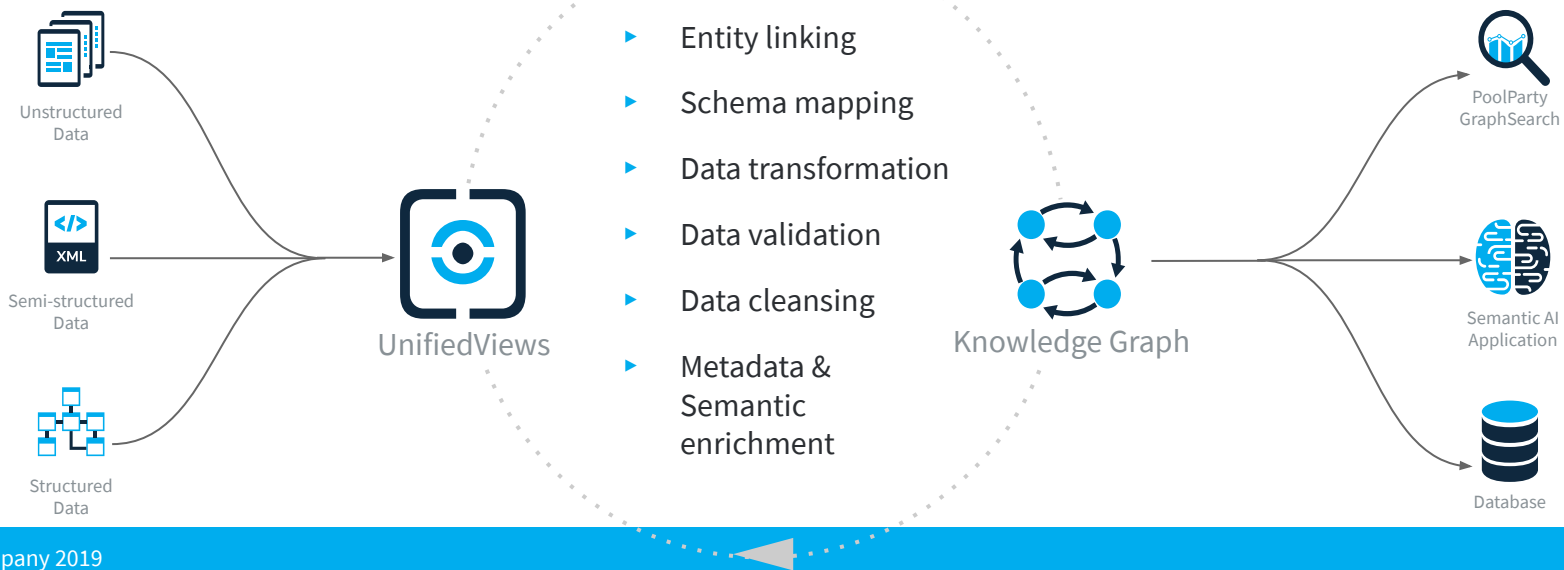 Unstructured
Data
</>
XML
Semi-structured
Data
Structured
Data
UnifiedViews
Entity linking
Schema mapping
Data transformation
Data validation
Data cleansing
Metadata &
Semantic
enrichment
Knowledge Graph
PoolParty
GraphSearch
Semantic AI
Application
Database
pany 2019